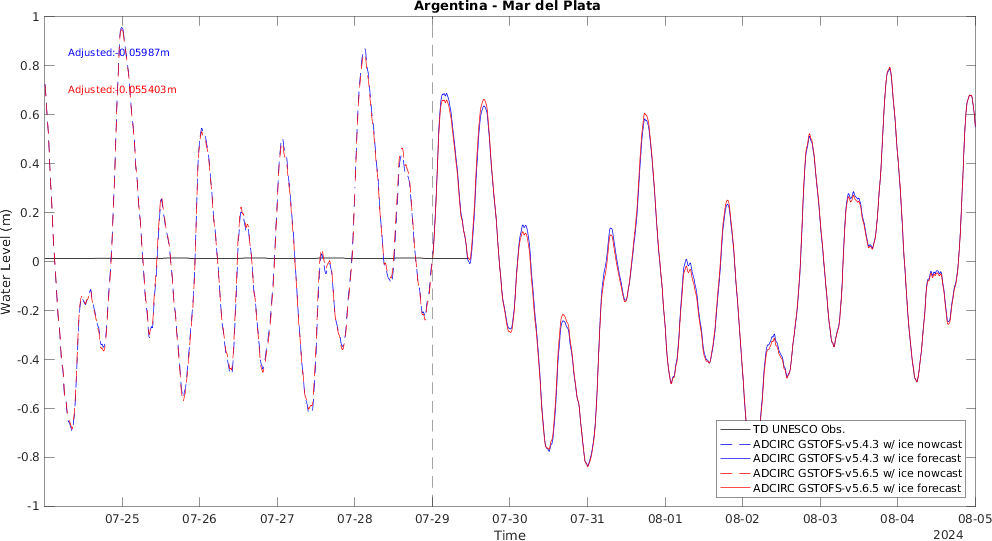 Argentina - Mar del Plata
Adjusted:-0.05987m
Adjusted:-0.055403m
Water Level (m)
1
0.8
0.6
0.4
0.2
0
-0.2
-0.4
-0.6
-0.8
-1
TD UNESCO Obs.
ADCIRC GSTOFS-v5.4.3 w/ ice nowcast
ADCIRC GSTOFS-v5.4.3 w/ ice forecast
ADCIRC GSTOFS-v5.6.5 w/ ice nowcast
ADCIRC GSTOFS-v5.6.5 w/ ice forecast
07-25 07-26 07-27 07-28 07-29 07-30 07-31 08-01 08-02 08-03 08-04 08-05
Time
2024